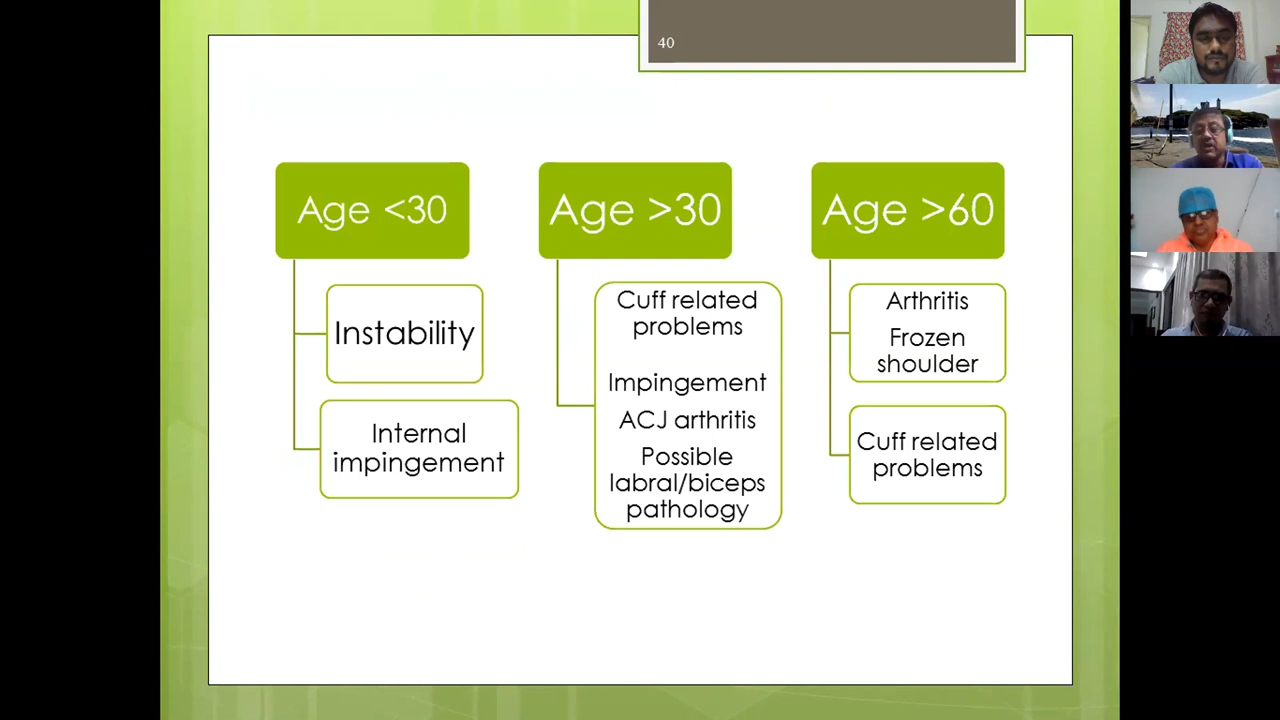 40
Age <30
Instability
Internal
impingement
Age >30
Cuff related
problems
Impingement
ACJ arthritis
Possible
labral/biceps
pathology
Age >60
Arthritis
Frozen
shoulder
Cuff related
problems